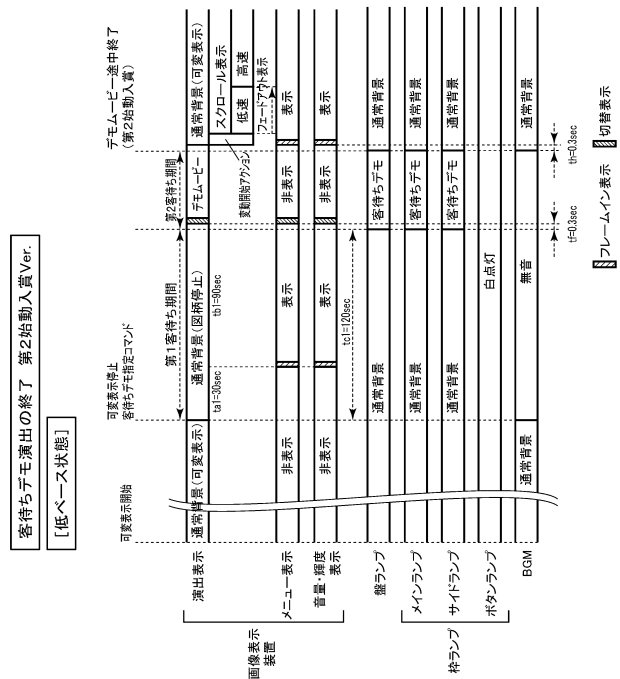 客待ちデモ演出の終了　第２始動入賞Ver.
［低ベース状態］
可変表示開始
可変表示停止
客待ちデモ指定コマンド
デモムービー途中終了
(第２始動入賞)
第１客待ち期間
第２客待ち期間
画像表示
装置
演出表示
通常背景(可変表示)
通常背景(図柄停止)
デモムービー
通常背景(可変表示)
スクロール表示
低速
高速
ta1=30sec
tb1=90sec
変動開始アクション
フェードアウト表示
メニュー表示
非表示
表示
非表示
表示
音量・輝度
表示
非表示
表示
非表示
表示
tc1=120sec
盤ランプ
通常背景
客待ちデモ
通常背景
枠ランプ
メインランプ
通常背景
客待ちデモ
通常背景
サイドランプ
通常背景
客待ちデモ
通常背景
ボタンランプ
白点灯
BGM
通常背景
無音
通常背景
tf=0.3sec
th=0.3sec
フレームイン表示
切替表示